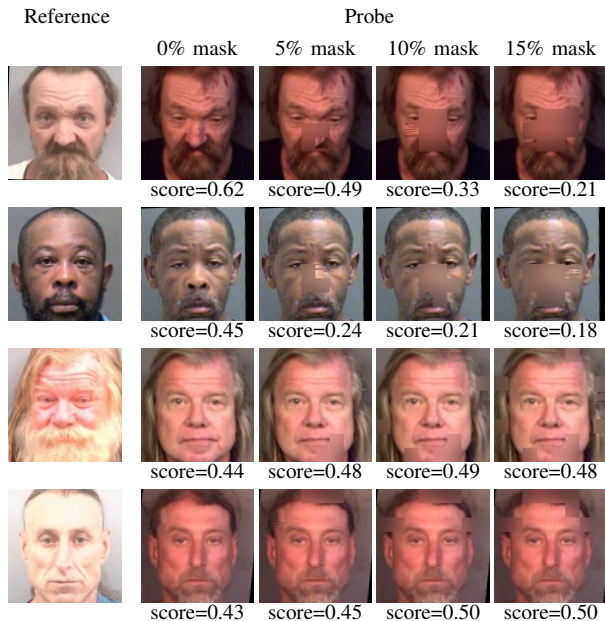 Reference Probe
0% mask 5% mask 10% mask 15% mask
score=0.62 score=0.49 score=0.33 score=0.21
score=0.45 score=0.24 score=0.21 score=0.18
score=0.44 score=0.48 score=0.49 score=0.48
score=0.43 score=0.45 score=0.50 score=0.50